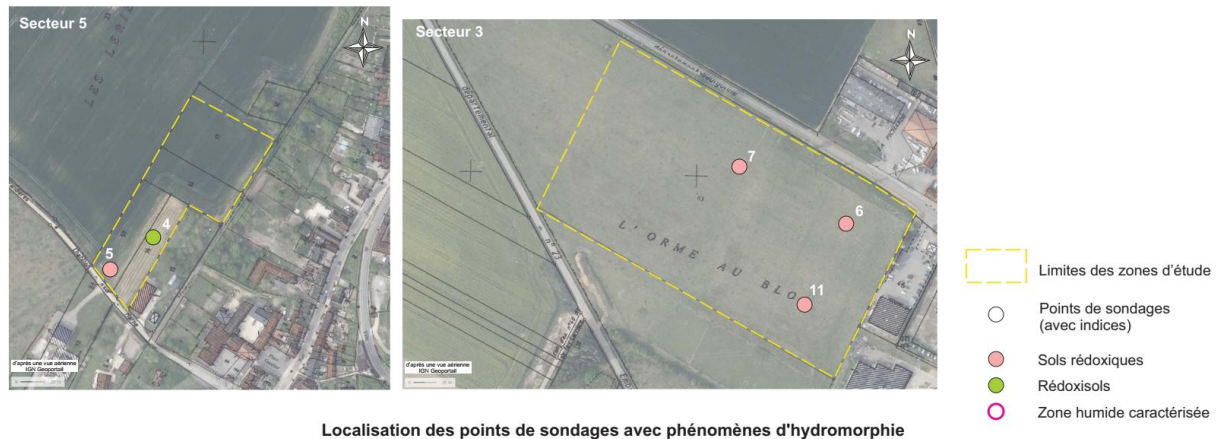 Secteur 5
N
4
5
d'après une vue aérienne
IGN Geoportail
Secteur 3
N
départementale
n° 23
7
6
L'ORME AU BLO
11
d'après une vue aérienne
IGN Geoportail
Limites des zones d'étude
Points de sondages
(avec indices)
Sols rédoxiques
Rédoxisols
Zone humide caractérisée
Localisation des points de sondages avec phénomènes d'hydromorphie